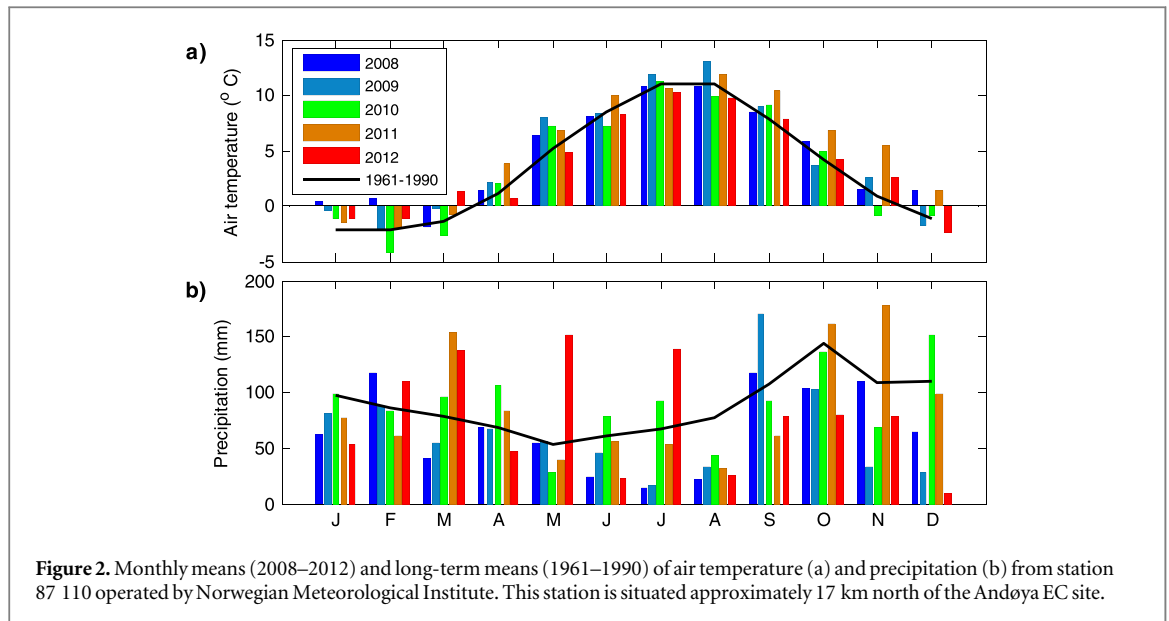 a)
Air temperature (° C)
15
10
5
0
-5
2008
2009
2010
2011
2012
1961-1990
b)
Precipitation (mm)
200
150
100
50
0
J F M A M J J A S O N D
Figure 2. Monthly means (2008–2012) and long-term means (1961–1990) of air temperature (a) and precipitation (b) from station
87 110 operated by Norwegian Meteorological Institute. This station is situated approximately 17 km north of the Andøya EC site.